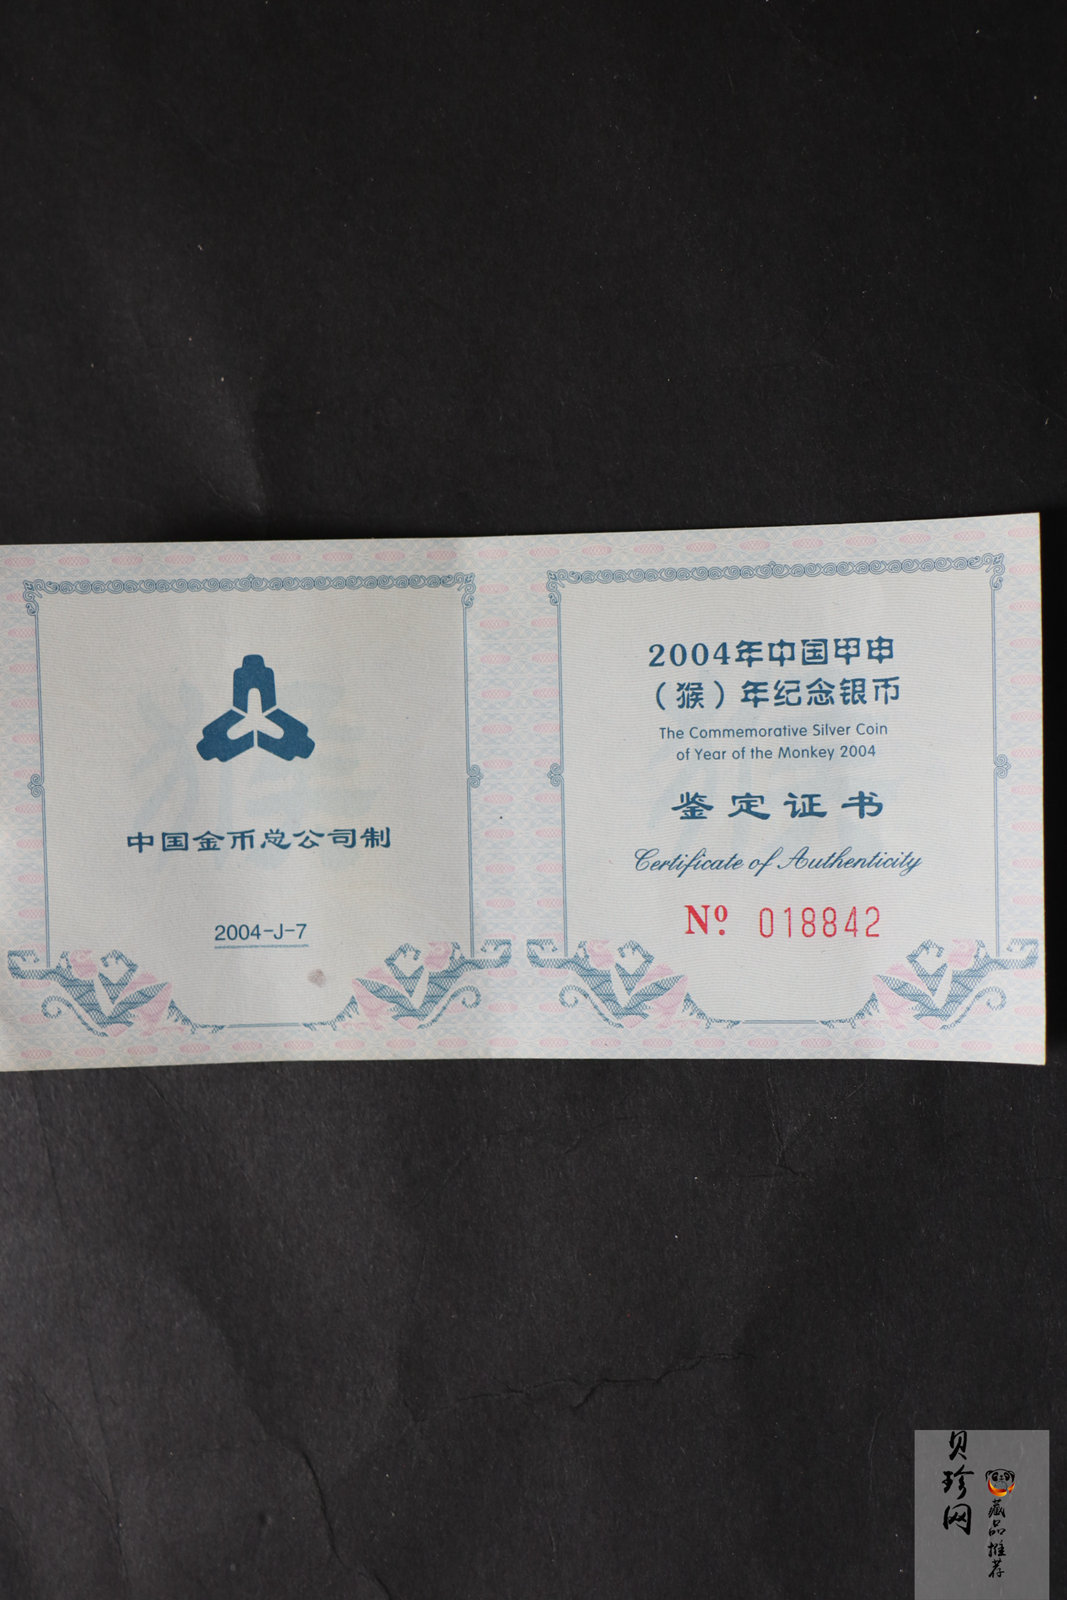 中国金币总公司制
2004-J-7
2004年中国甲申
（猴）年纪念银币
The Commemorative Silver Coin
of Year of the Monkey 2004
鉴定证书
Certificate of Authenticity
Nº. 018842
贝珍网
藏品推荐